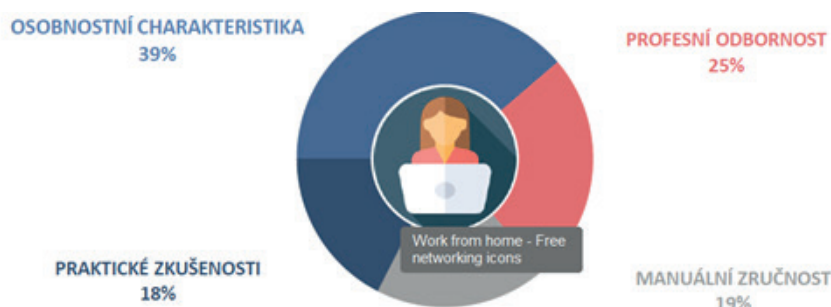 OSOBNOSTNÍ CHARAKTERISTIKA
39%
PROFESNÍ ODBORNOST
25%
Work from home - Free
networking icons
PRAKTICKÉ ZKUŠENOSTI
18%
MANUÁLNÍ ZRUČNOST
19%